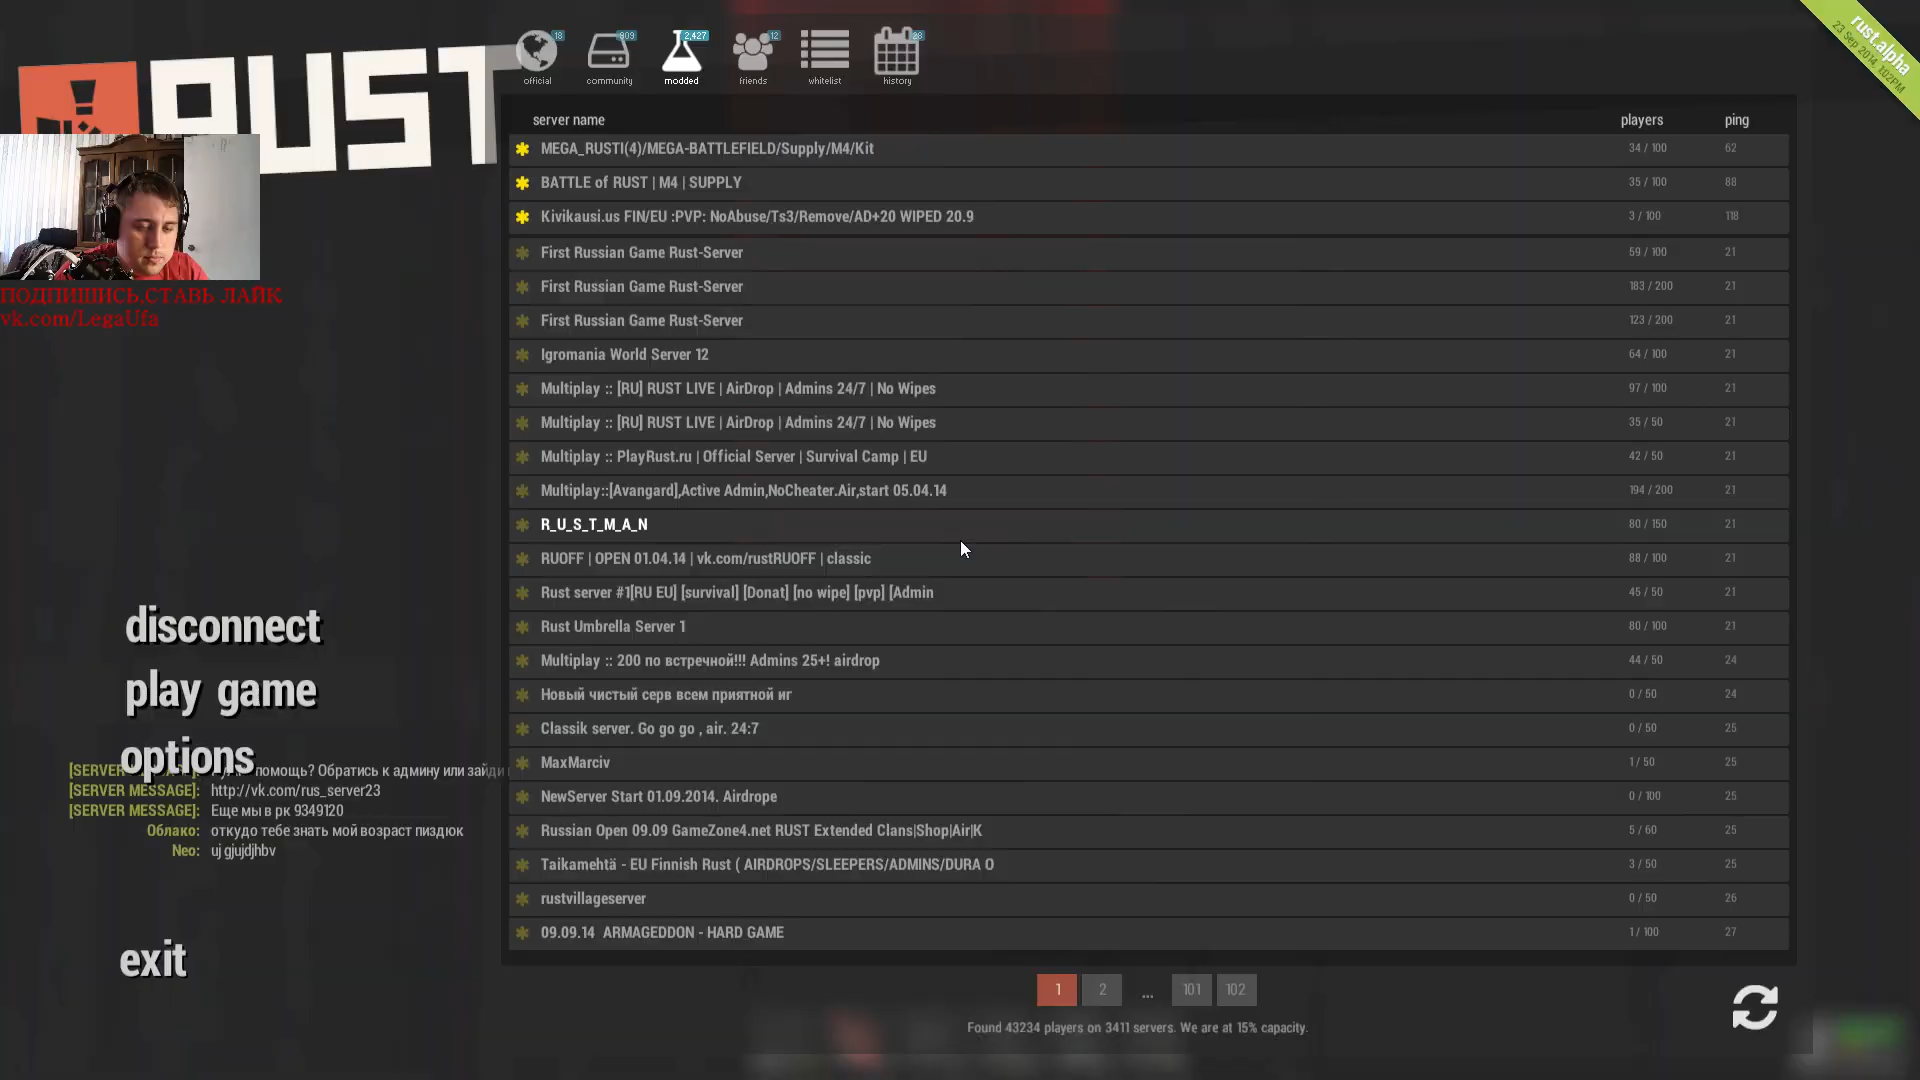 RUST
18
809
2,427
12
28
official
community
modded
friends
whitelist
history
rust.alpha
23 Sep 2014, 1:02PM
server name players ping
MEGA_RUSTI(4)/MEGA-BATTLEFIELD/Supply/M4/Kit 34 / 100 62
BATTLE of RUST | M4 | SUPPLY 35 / 100 88
Kivikausi.us FIN/EU :PVP: NoAbuse/Ts3/Remove/AD+20 WIPED 20.9 3 / 100 118
First Russian Game Rust-Server 59 / 100 21
First Russian Game Rust-Server 183 / 200 21
First Russian Game Rust-Server 123 / 200 21
Igromania World Server 12 64 / 100 21
Multiplay :: [RU] RUST LIVE | AirDrop | Admins 24/7 | No Wipes 97 / 100 21
Multiplay :: [RU] RUST LIVE | AirDrop | Admins 24/7 | No Wipes 35 / 50 21
Multiplay :: PlayRust.ru | Official Server | Survival Camp | EU 42 / 50 21
Multiplay::[Avangard],Active Admin,NoCheater.Air,start 05.04.14 194 / 200 21
R_U_S_T_M_A_N 80 / 150 21
RUOFF | OPEN 01.04.14 | vk.com/rustRUOFF | classic 88 / 100 21
Rust server #1[RU EU] [survival] [Donat] [no wipe] [pvp] [Admin 45 / 50 21
Rust Umbrella Server 1 80 / 100 21
Multiplay :: 200 по встречной!!! Admins 25+! airdrop 44 / 50 24
Новый чистый серв всем приятной иг 0 / 50 24
Classik server. Go go go , air. 24:7 0 / 50 25
MaxMarciv 1 / 50 25
NewServer Start 01.09.2014. Airdrope 0 / 100 25
Russian Open 09.09 GameZone4.net RUST Extended Clans|Shop|Air|K 5 / 60 25
Taikamehtä - EU Finnish Rust ( AIRDROPS/SLEEPERS/ADMINS/DURA O 3 / 50 25
rustvillageserver 0 / 50 26
09.09.14 ARMAGEDDON - HARD GAME 1 / 100 27
1 2 ... 101 102
Found 43234 players on 3411 servers. We are at 15% capacity.
ПОДПИШИСЬ,СТАВЬ ЛАЙК
vk.com/LegaUfa
disconnect
play game
options
[SERVER помощь? Обратись к админу или зайди
[SERVER MESSAGE]: http://vk.com/rus_server23
[SERVER MESSAGE]: Еще мы в рк 9349120
Облако: откудо тебе знать мой возраст пиздюк
Neo: uj gjujdjhbv
exit